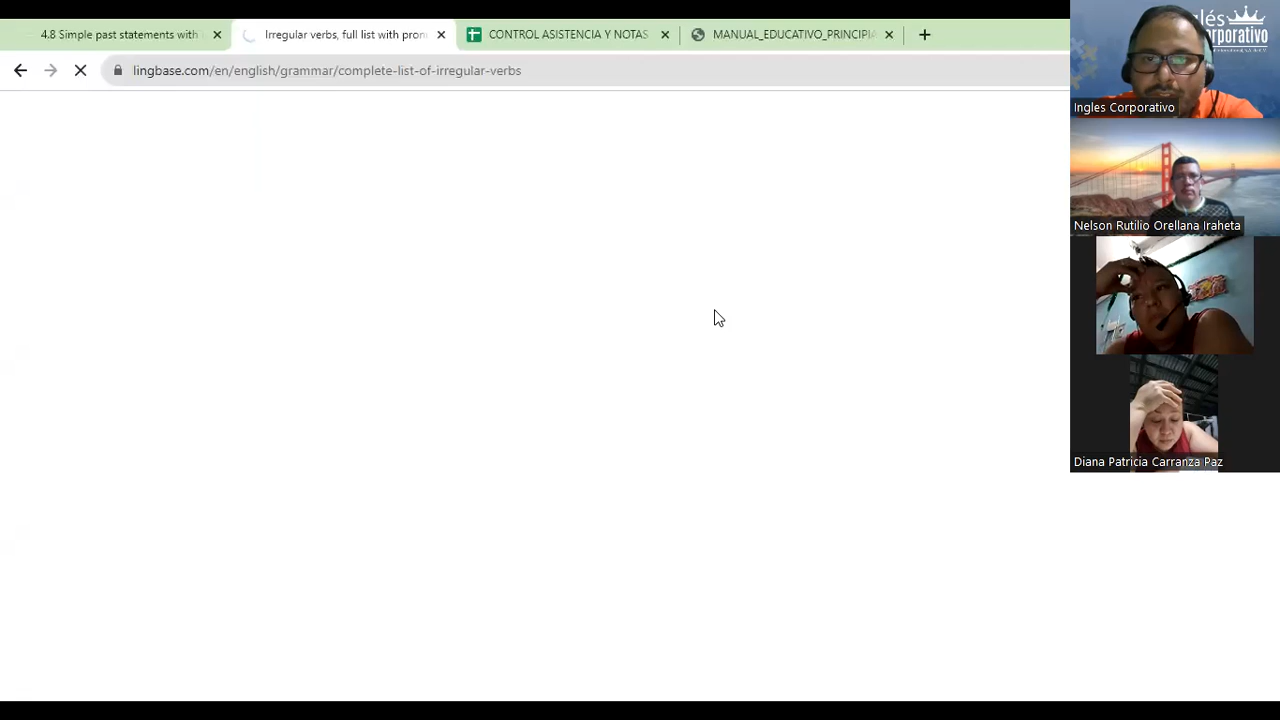 4.8 Simple past statements with
Irregular verbs, full list with pron
CONTROL ASISTENCIA Y NOTAS
MANUAL_EDUCATIVO_PRINCIPIA
lingbase.com/en/english/grammar/complete-list-of-irregular-verbs
Ingles Corporativo
Nelson Rutilio Orellana Iraheta
Diana Patricia Carranza Paz